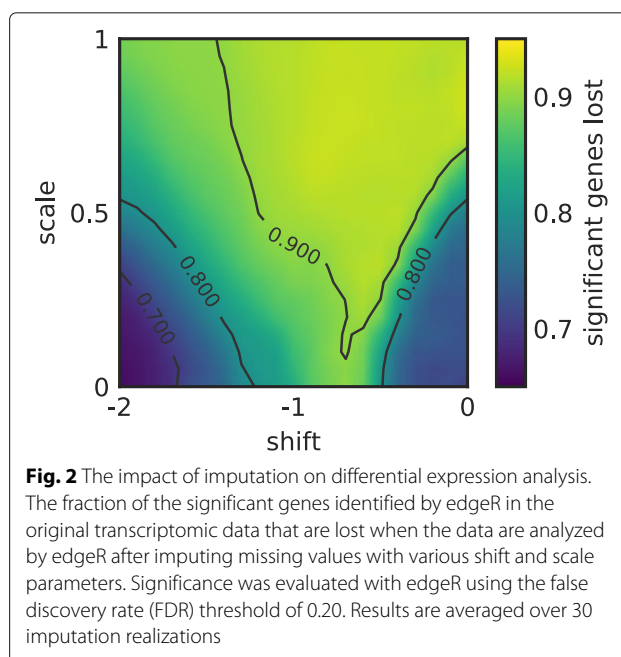 1
0.5
0
scale
0.900
0.800
0.700
0.800
-2
-1
0
shift
0.9
0.8
0.7
significant genes lost
Fig. 2 The impact of imputation on differential expression analysis.
The fraction of the significant genes identified by edgeR in the
original transcriptomic data that are lost when the data are analyzed
by edgeR after imputing missing values with various shift and scale
parameters. Significance was evaluated with edgeR using the false
discovery rate (FDR) threshold of 0.20. Results are averaged over 30
imputation realizations